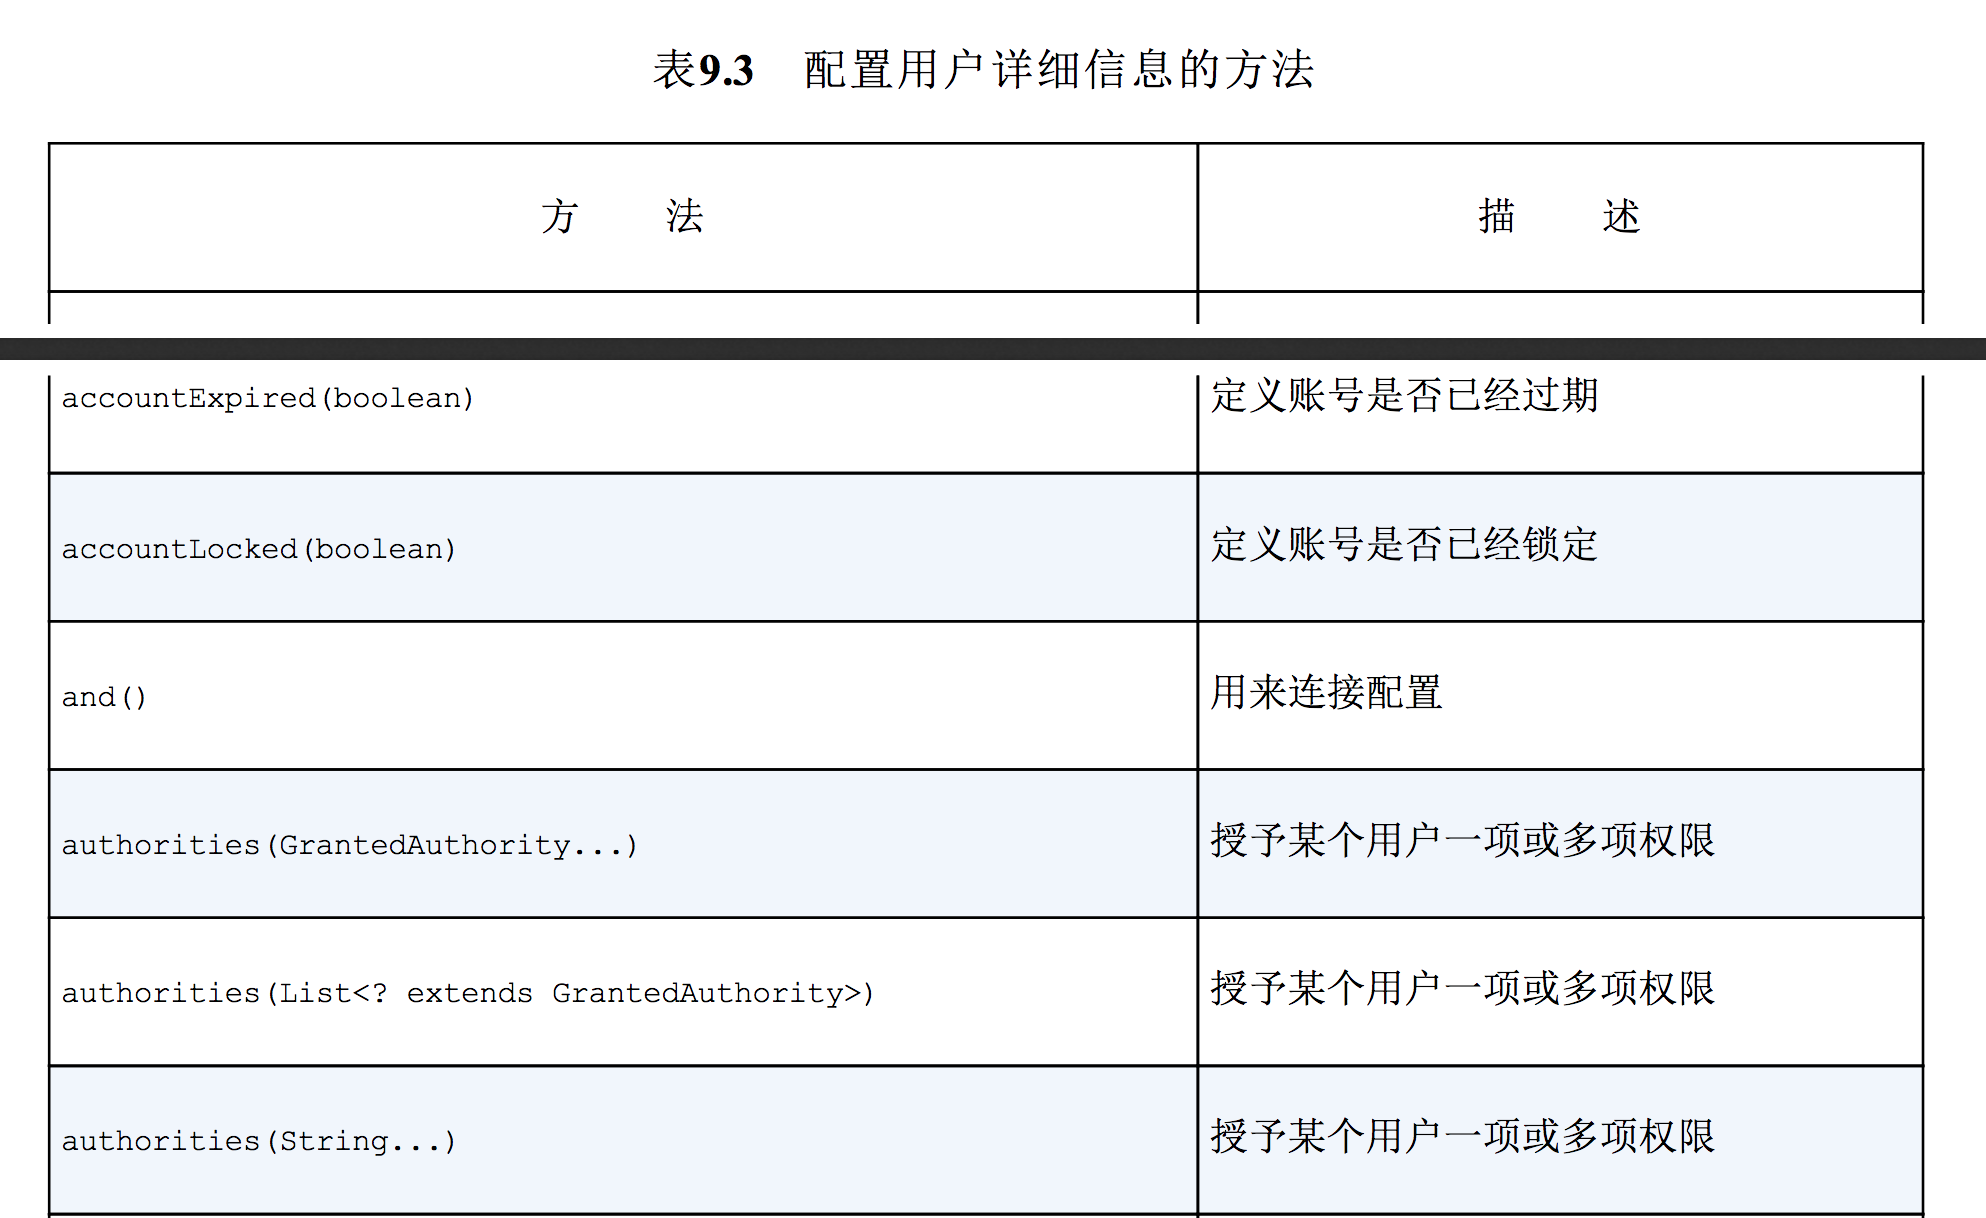 表9.3 配置用户详细信息的方法
方 法 描 述
accountExpired(boolean) 定义账号是否已经过期
accountLocked(boolean) 定义账号是否已经锁定
and() 用来连接配置
authorities(GrantedAuthority...) 授予某个用户一项或多项权限
authorities(List<? extends GrantedAuthority>) 授予某个用户一项或多项权限
authorities(String...) 授予某个用户一项或多项权限